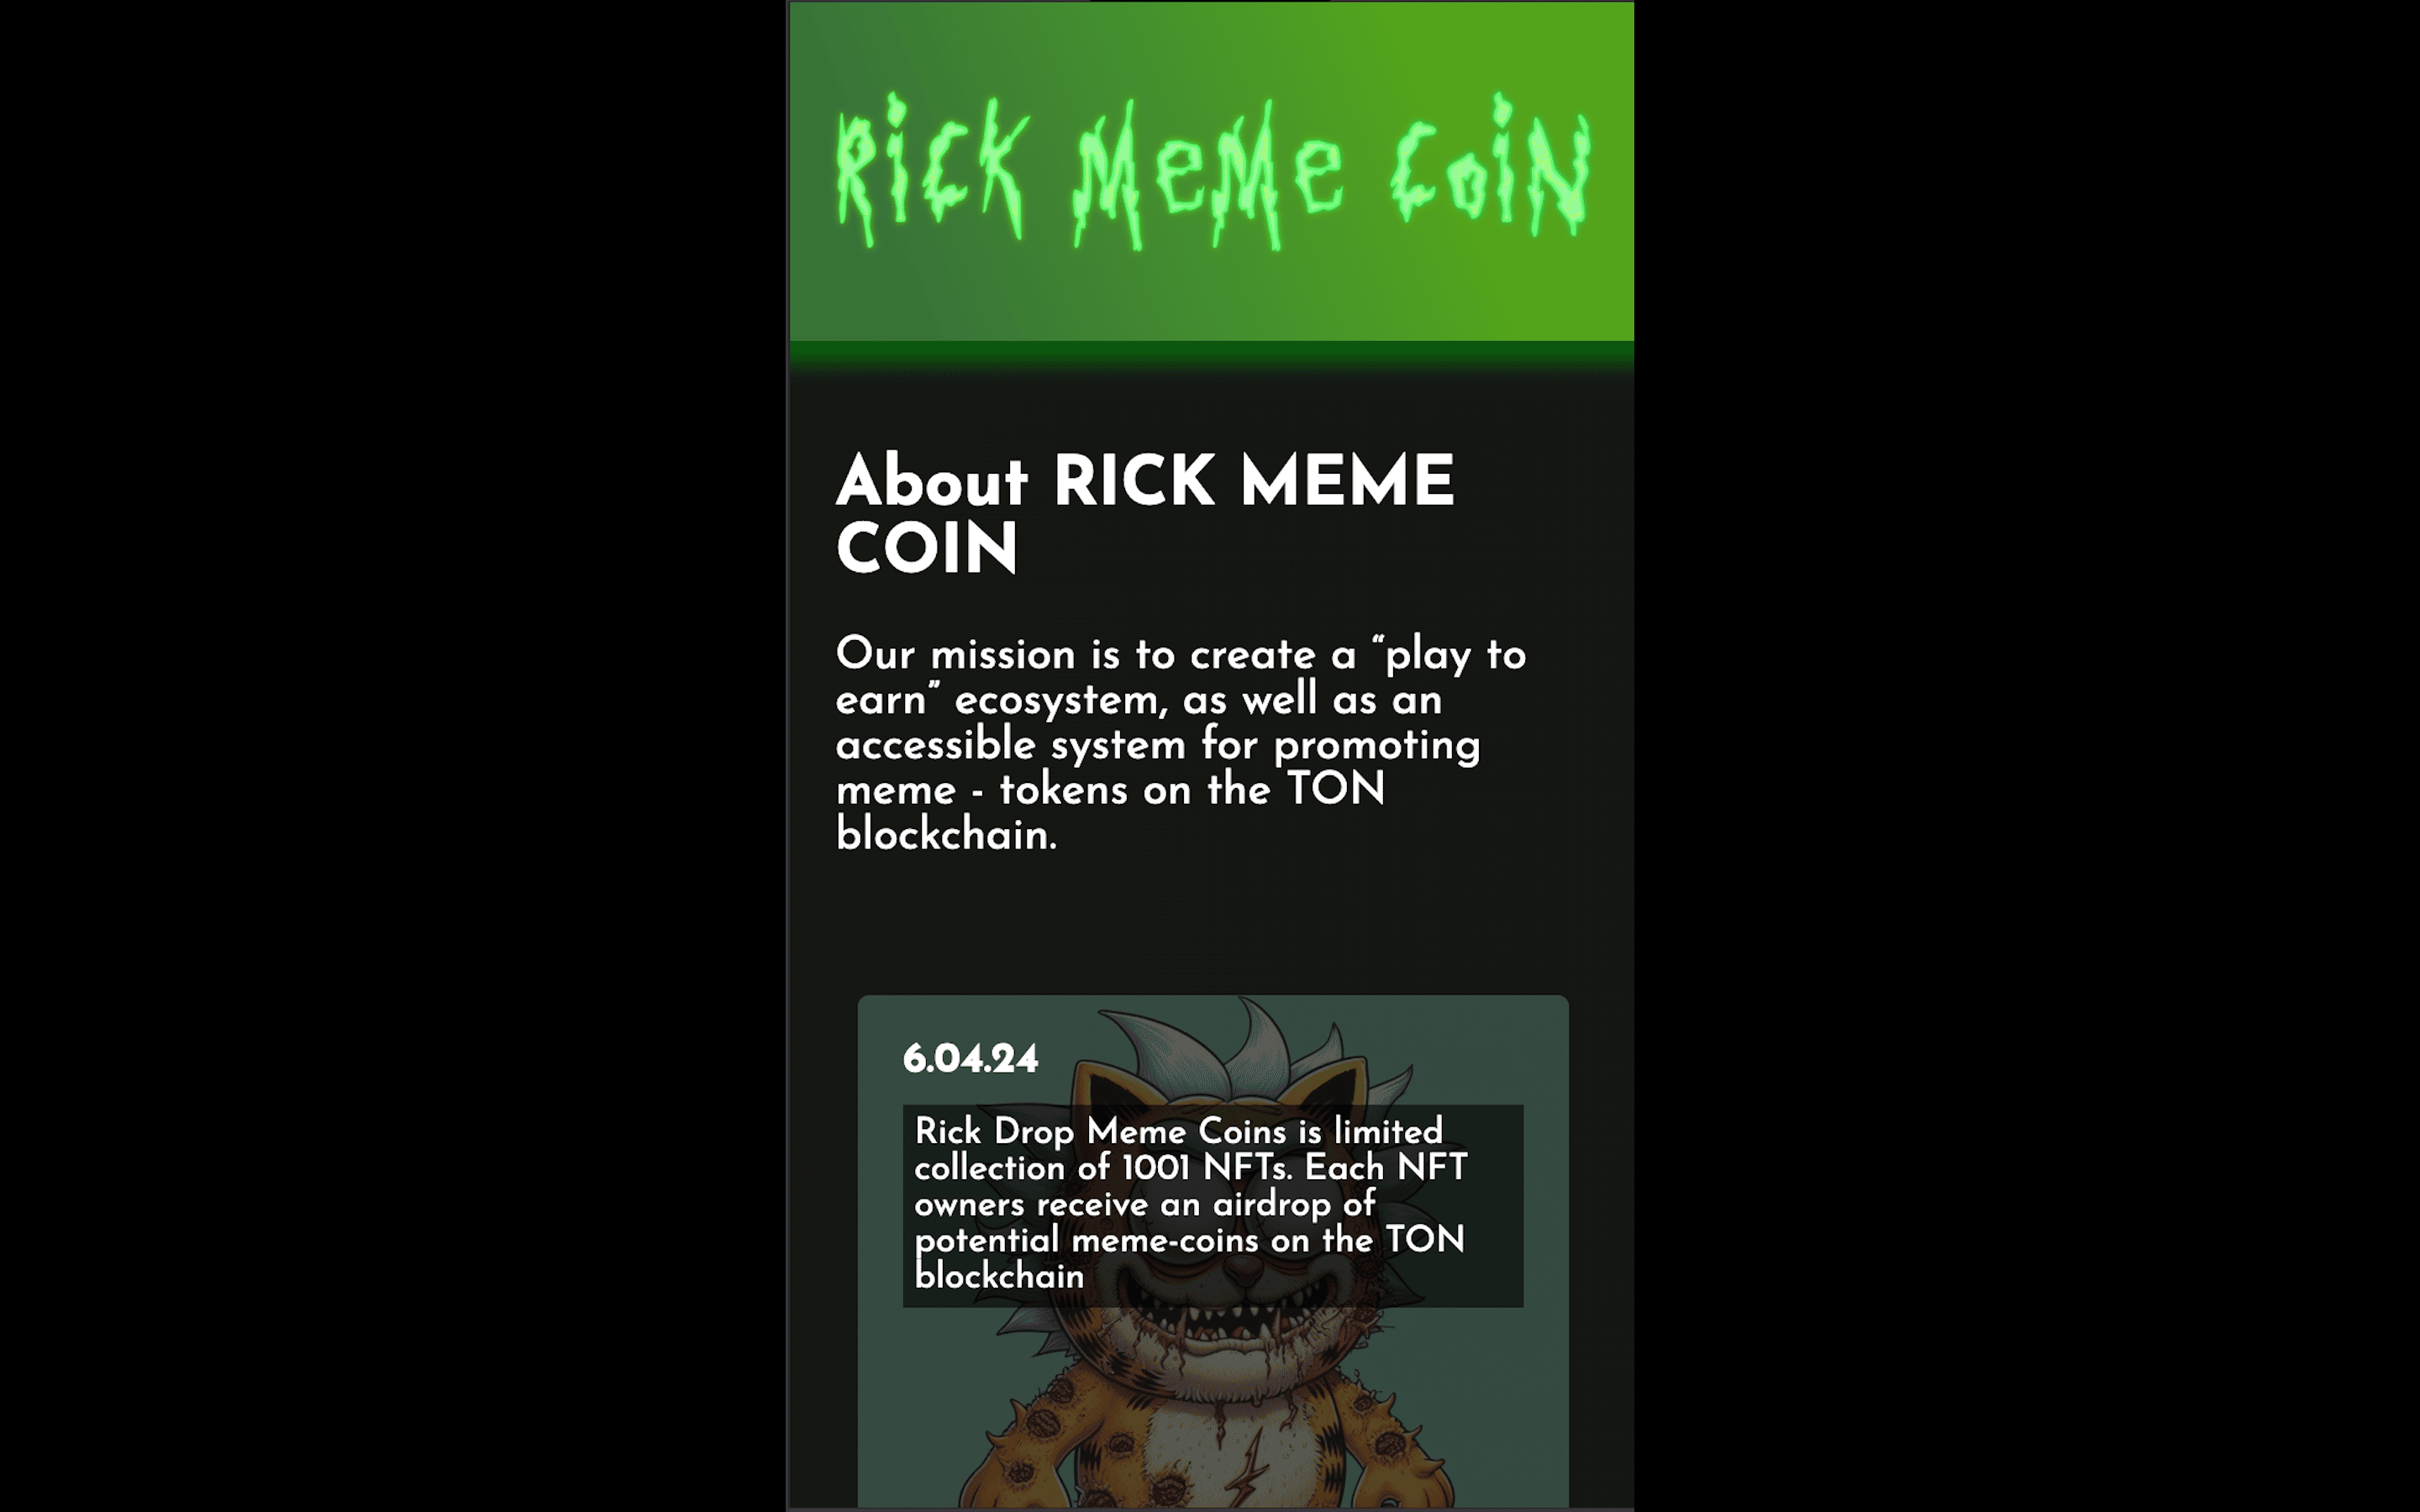 RiCK MeMe CoiN
About RICK MEME
COIN
Our mission is to create a “play to
earn” ecosystem, as well as an
accessible system for promoting
meme - tokens on the TON
blockchain.
6.04.24
Rick Drop Meme Coins is limited
collection of 1001 NFTs. Each NFT
owners receive an airdrop of
potential meme-coins on the TON
blockchain